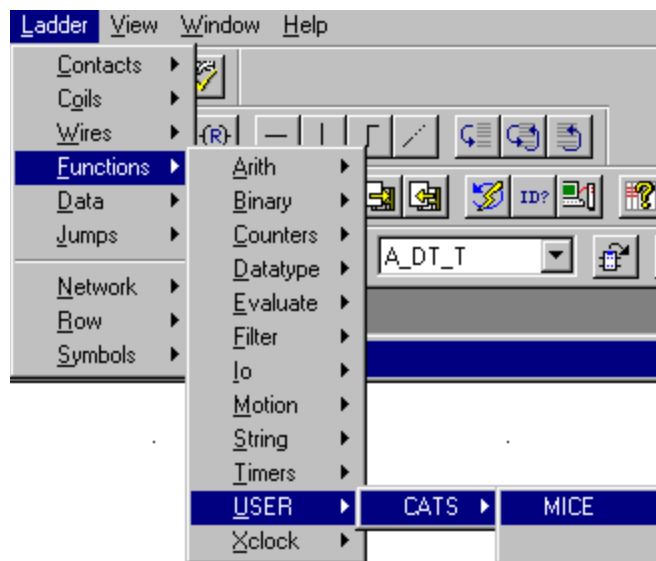 Ladder View Window Help
Contacts
Coils
Wires
(R)
Functions
Arith
Data
Binary
ID?
Jumps
Counters
A_DT_T
Datatype
Network
Evaluate
Row
Filter
Symbols
Io
Motion
String
Timers
USER CATS MICE
Xclock